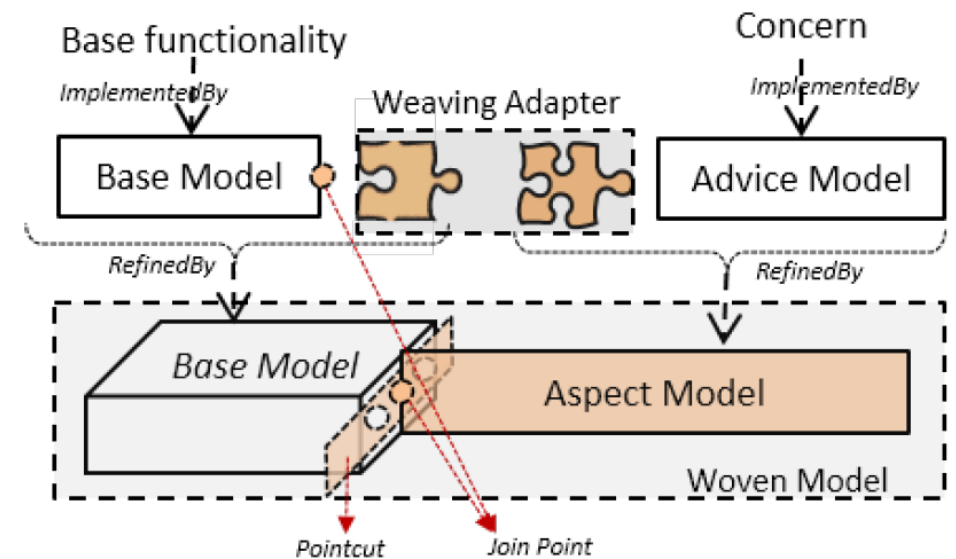 Base functionality
Concern
ImplementedBy
ImplementedBy
Weaving Adapter
Base Model
Advice Model
RefinedBy
RefinedBy
Base Model
Aspect Model
Woven Model
Pointcut
Join Point